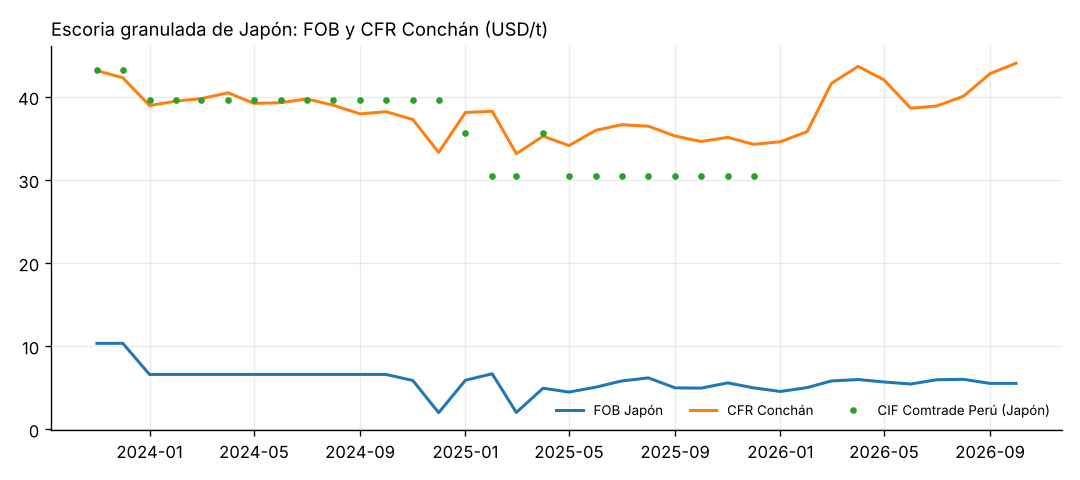 Escoria granulada de Japón: FOB y CFR Conchán (USD/t)
40
30
20
10
0
2024-01 2024-05 2024-09 2025-01 2025-05 2025-09 2026-01 2026-05 2026-09
FOB Japón CFR Conchán CIF Comtrade Perú (Japón)